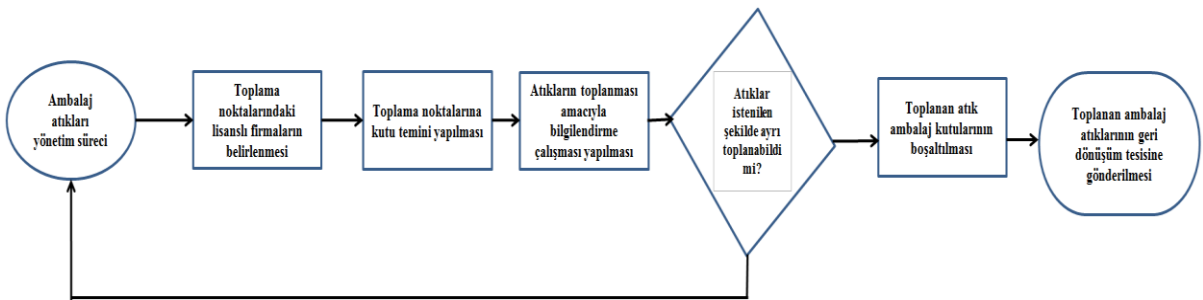 Ambalaj
atıkları
yönetim süreci
Toplama
noktalarındaki
lisanslı firmaların
belirlenmesi
Toplama noktalarına
kutu temini yapılması
Atıkların toplanması
amacıyla
bilgilendirme
çalışması yapılması
Atıklar
istenilen
şekilde ayrı
toplanabildi
mi?
Toplanan atık
ambalaj kutularının
boşaltılması
Toplanan ambalaj
atıklarının geri
dönüşüm tesisine
gönderilmesi